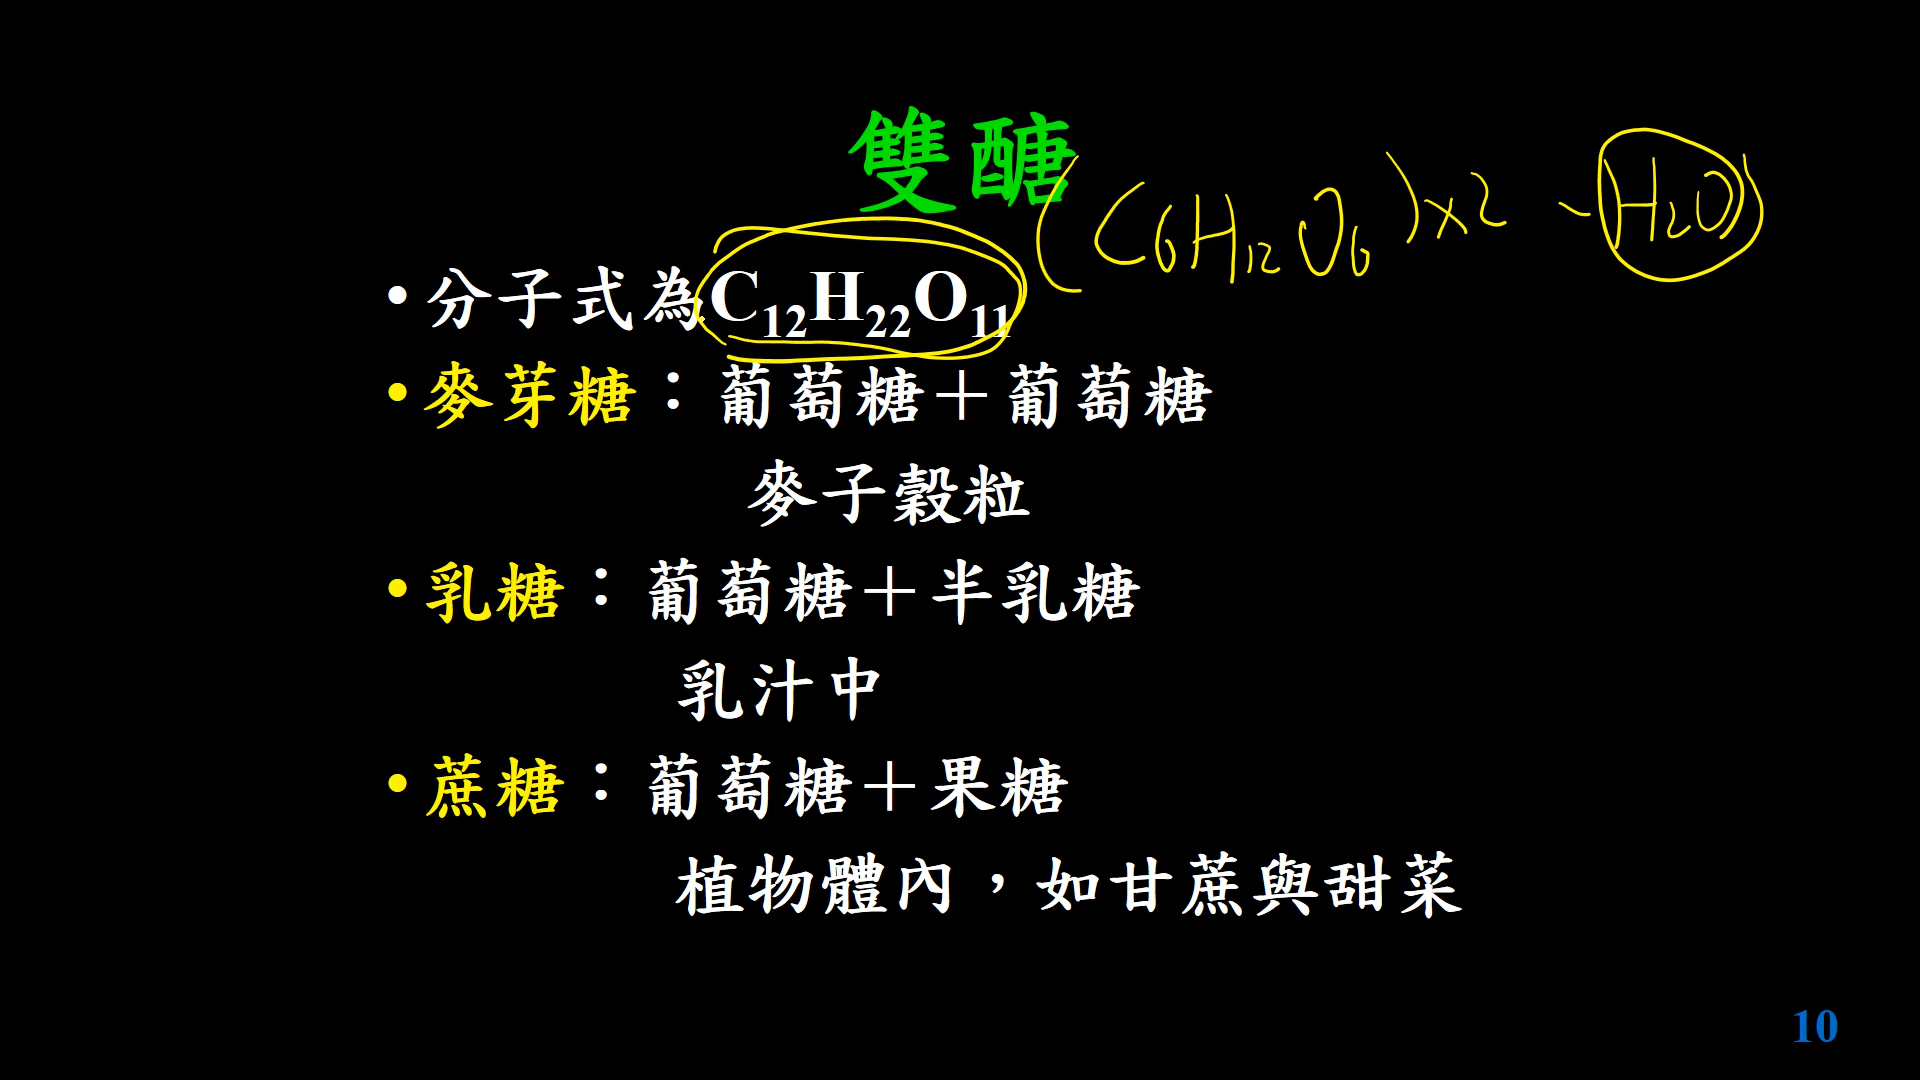 雙醣
(C6H12O6)x2 - H2O
•分子式為C12H22O11
•麥芽糖：葡萄糖＋葡萄糖
麥子穀粒
•乳糖：葡萄糖＋半乳糖
乳汁中
•蔗糖：葡萄糖＋果糖
植物體內，如甘蔗與甜菜
10